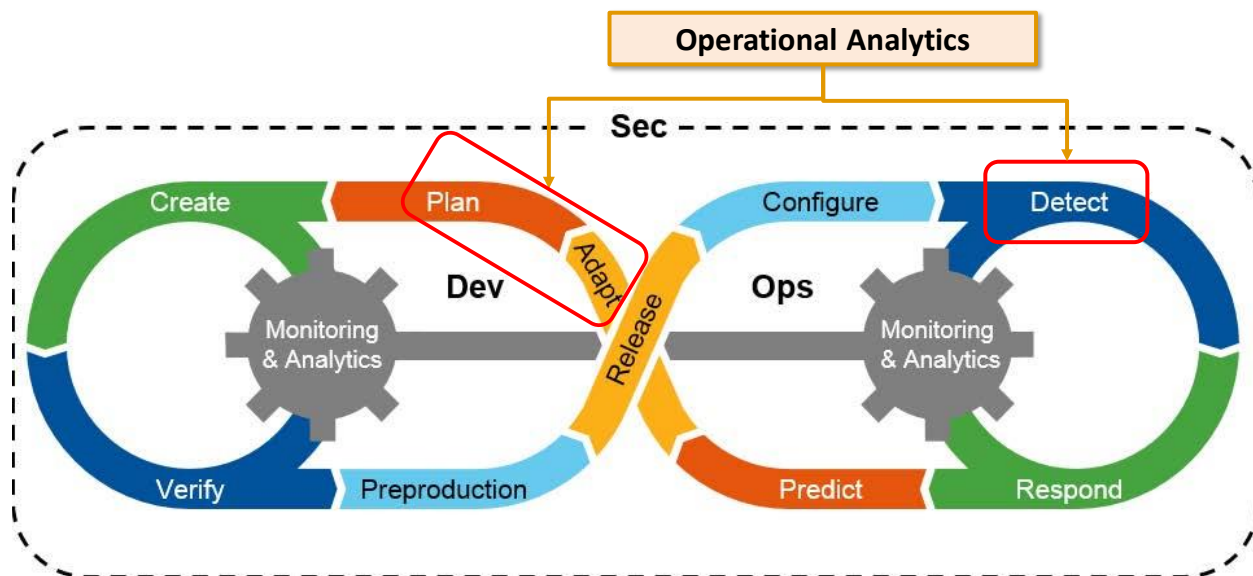 Operational Analytics
Sec
Create
Plan
Configure
Detect
Adapt
Dev
Ops
Release
Monitoring
& Analytics
Monitoring
& Analytics
Verify
Preproduction
Predict
Respond